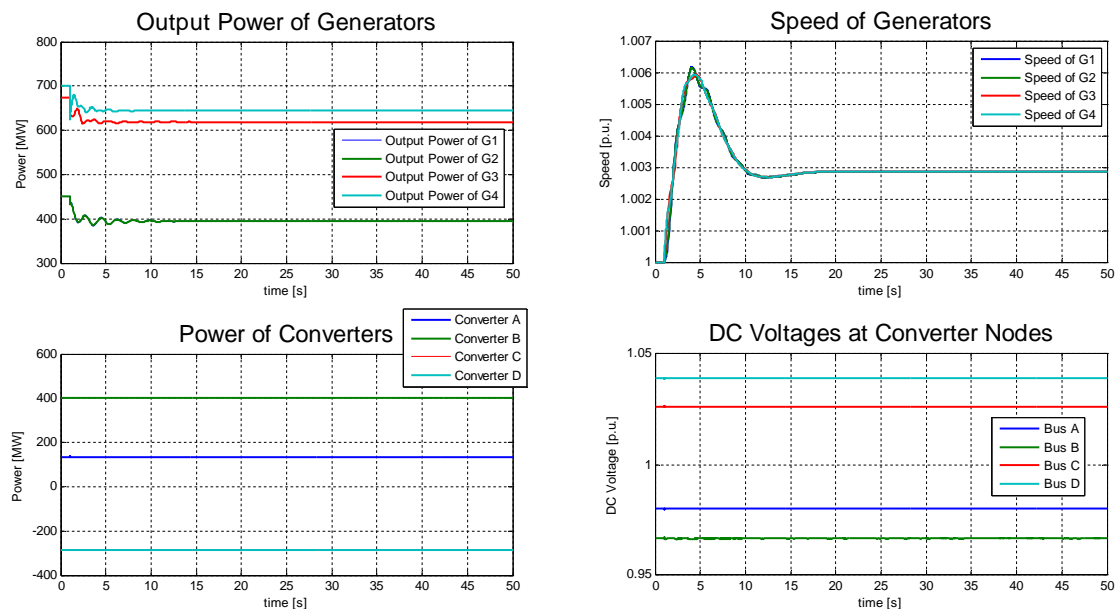 Output Power of Generators
800
700
600
500
400
300
Power [MW]
Output Power of G1
Output Power of G2
Output Power of G3
Output Power of G4
0 5 10 15 20 25 30 35 40 45 50
time [s]
Speed of Generators
1.007
1.006
1.005
1.004
1.003
1.002
1.001
1
Speed [p.u.]
Speed of G1
Speed of G2
Speed of G3
Speed of G4
0 5 10 15 20 25 30 35 40 45 50
time [s]
Power of Converters
600
400
200
0
-200
-400
Power [MW]
Converter A
Converter B
Converter C
Converter D
0 5 10 15 20 25 30 35 40 45 50
time [s]
DC Voltages at Converter Nodes
1.05
1
0.95
DC Voltage [p.u.]
Bus A
Bus B
Bus C
Bus D
0 5 10 15 20 25 30 35 40 45 50
time [s]